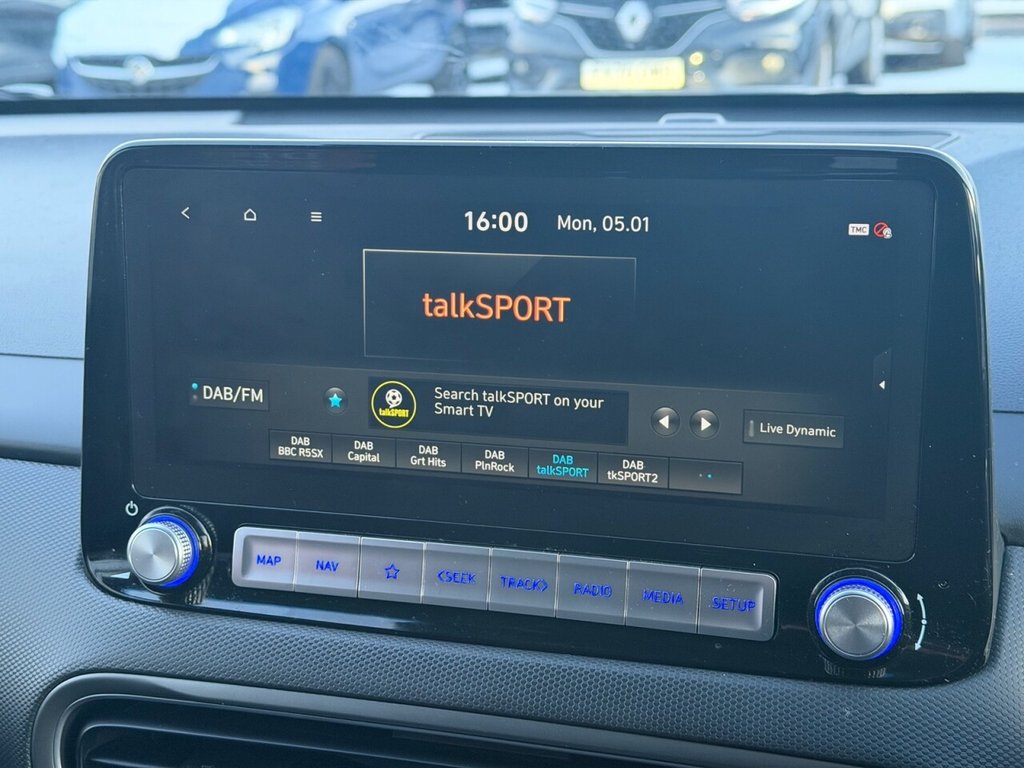 16:00 Mon, 05.01
TMC
talkSPORT
DAB/FM
talkSPORT
Search talkSPORT on your
Smart TV
Live Dynamic
DAB
BBC R5SX
DAB
Capital
DAB
Grt Hits
DAB
PlnRock
DAB
talkSPORT
DAB
tkSPORT2
MAP
NAV
<SEEK
TRACK>
RADIO
MEDIA
SETUP